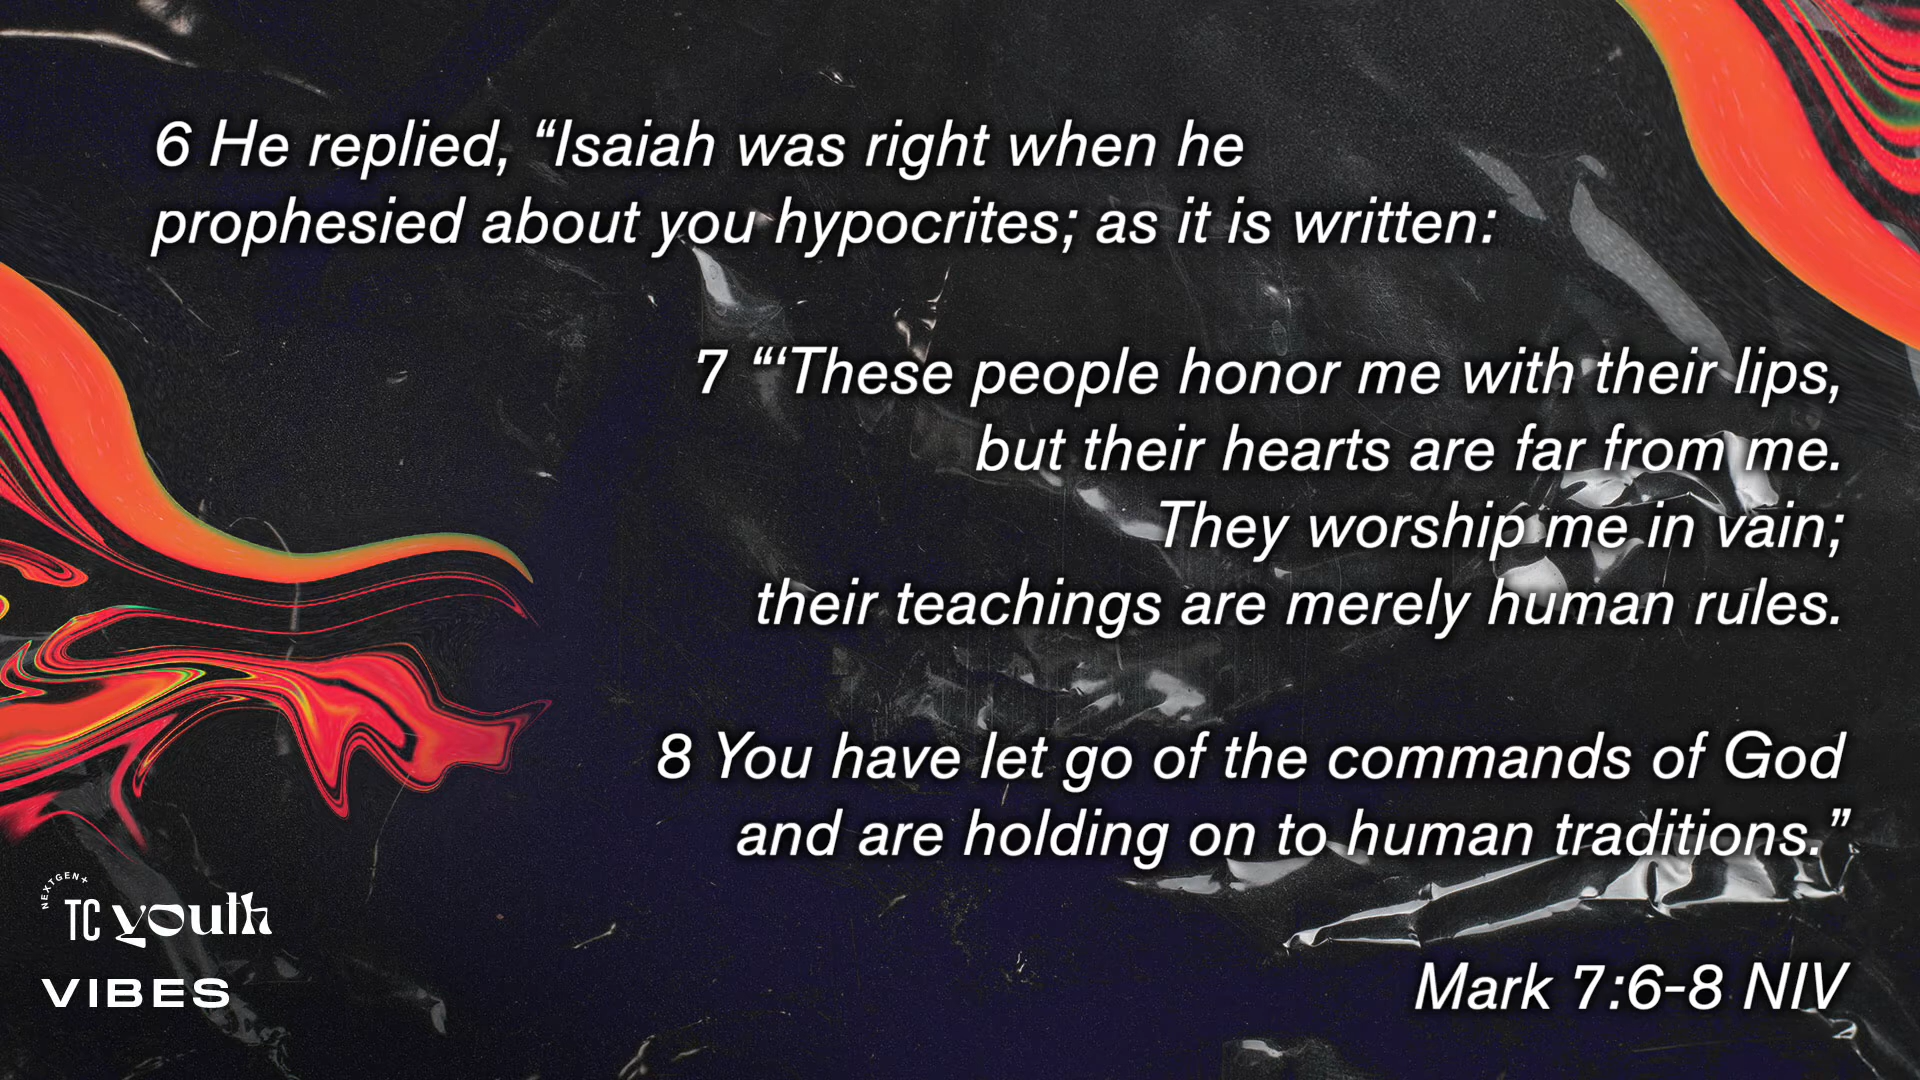 6 He replied, “Isaiah was right when he
prophesied about you hypocrites; as it is written:
7 “‘These people honor me with their lips,
but their hearts are far from me.
They worship me in vain;
their teachings are merely human rules.
8 You have let go of the commands of God
and are holding on to human traditions.”
Mark 7:6-8 NIV
NEXTGEN+
TC youth
VIBES